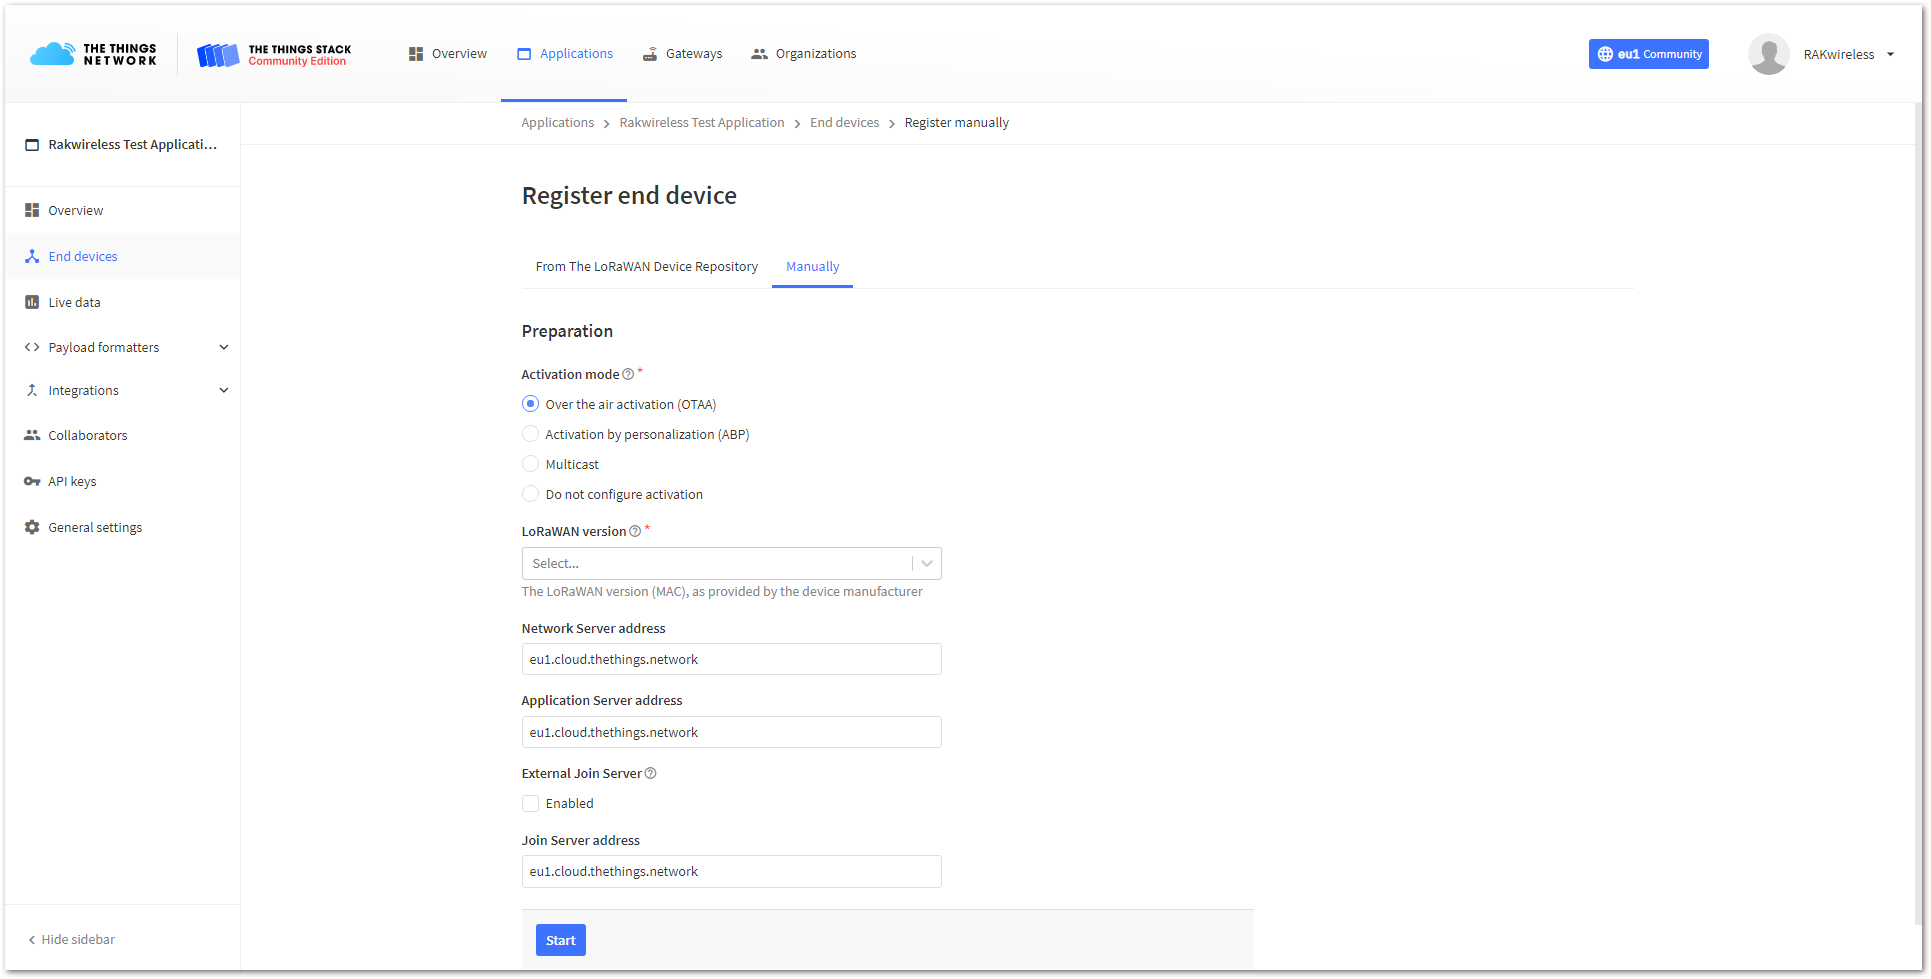 THE THINGS NETWORK
THE THINGS STACK
Community Edition
Overview
Applications
Gateways
Organizations
eu1 Community
RAKwireless
Applications > Rakwireless Test Application > End devices > Register manually
Rakwireless Test Applicati...
Overview
End devices
Live data
Payload formatters
Integrations
Collaborators
API keys
General settings
Hide sidebar
Register end device
From The LoRaWAN Device Repository
Manually
Preparation
Activation mode *
Over the air activation (OTAA)
Activation by personalization (ABP)
Multicast
Do not configure activation
LoRaWAN version *
Select...
The LoRaWAN version (MAC), as provided by the device manufacturer
Network Server address
eu1.cloud.thethings.network
Application Server address
eu1.cloud.thethings.network
External Join Server
Enabled
Join Server address
eu1.cloud.thethings.network
Start